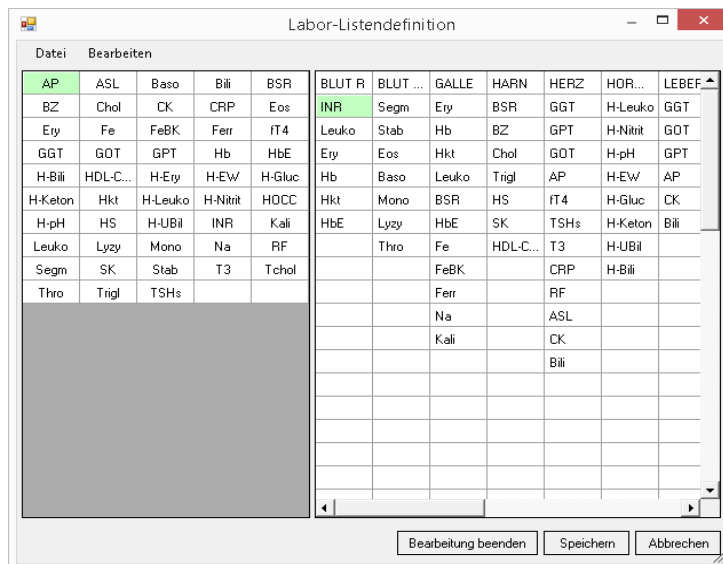 Labor-Listendefinition
Datei Bearbeiten
AP ASL Baso Bili BSR
BZ Chol CK CRP Eos
Ery Fe FeBK Ferr fT4
GGT GOT GPT Hb HbE
H-Bili HDL-C... H-Ery H-EW H-Gluc
H-Keton Hkt H-Leuko H-Nitrit HOCC
H-pH HS H-UBil INR Kali
Leuko Lyzy Mono Na RF
Segm SK Stab T3 Tchol
Thro Trigl TSHs
BLUT R BLUT ... GALLE HARN HERZ HOR... LEBER
INR Segm Ery BSR GGT H-Leuko GGT
Leuko Stab Hb BZ GPT H-Nitrit GOT
Ery Eos Hkt Chol GOT H-pH GPT
Hb Baso Leuko Trigl AP H-EW AP
Hkt Mono BSR HS fT4 H-Gluc CK
HbE Lyzy HbE SK TSHs H-Keton Bili
Thro Fe HDL-C... T3 H-UBil
FeBK CRP H-Bili
Ferr RF
Na ASL
Kali CK
Bili
Bearbeitung beenden Speichern Abbrechen